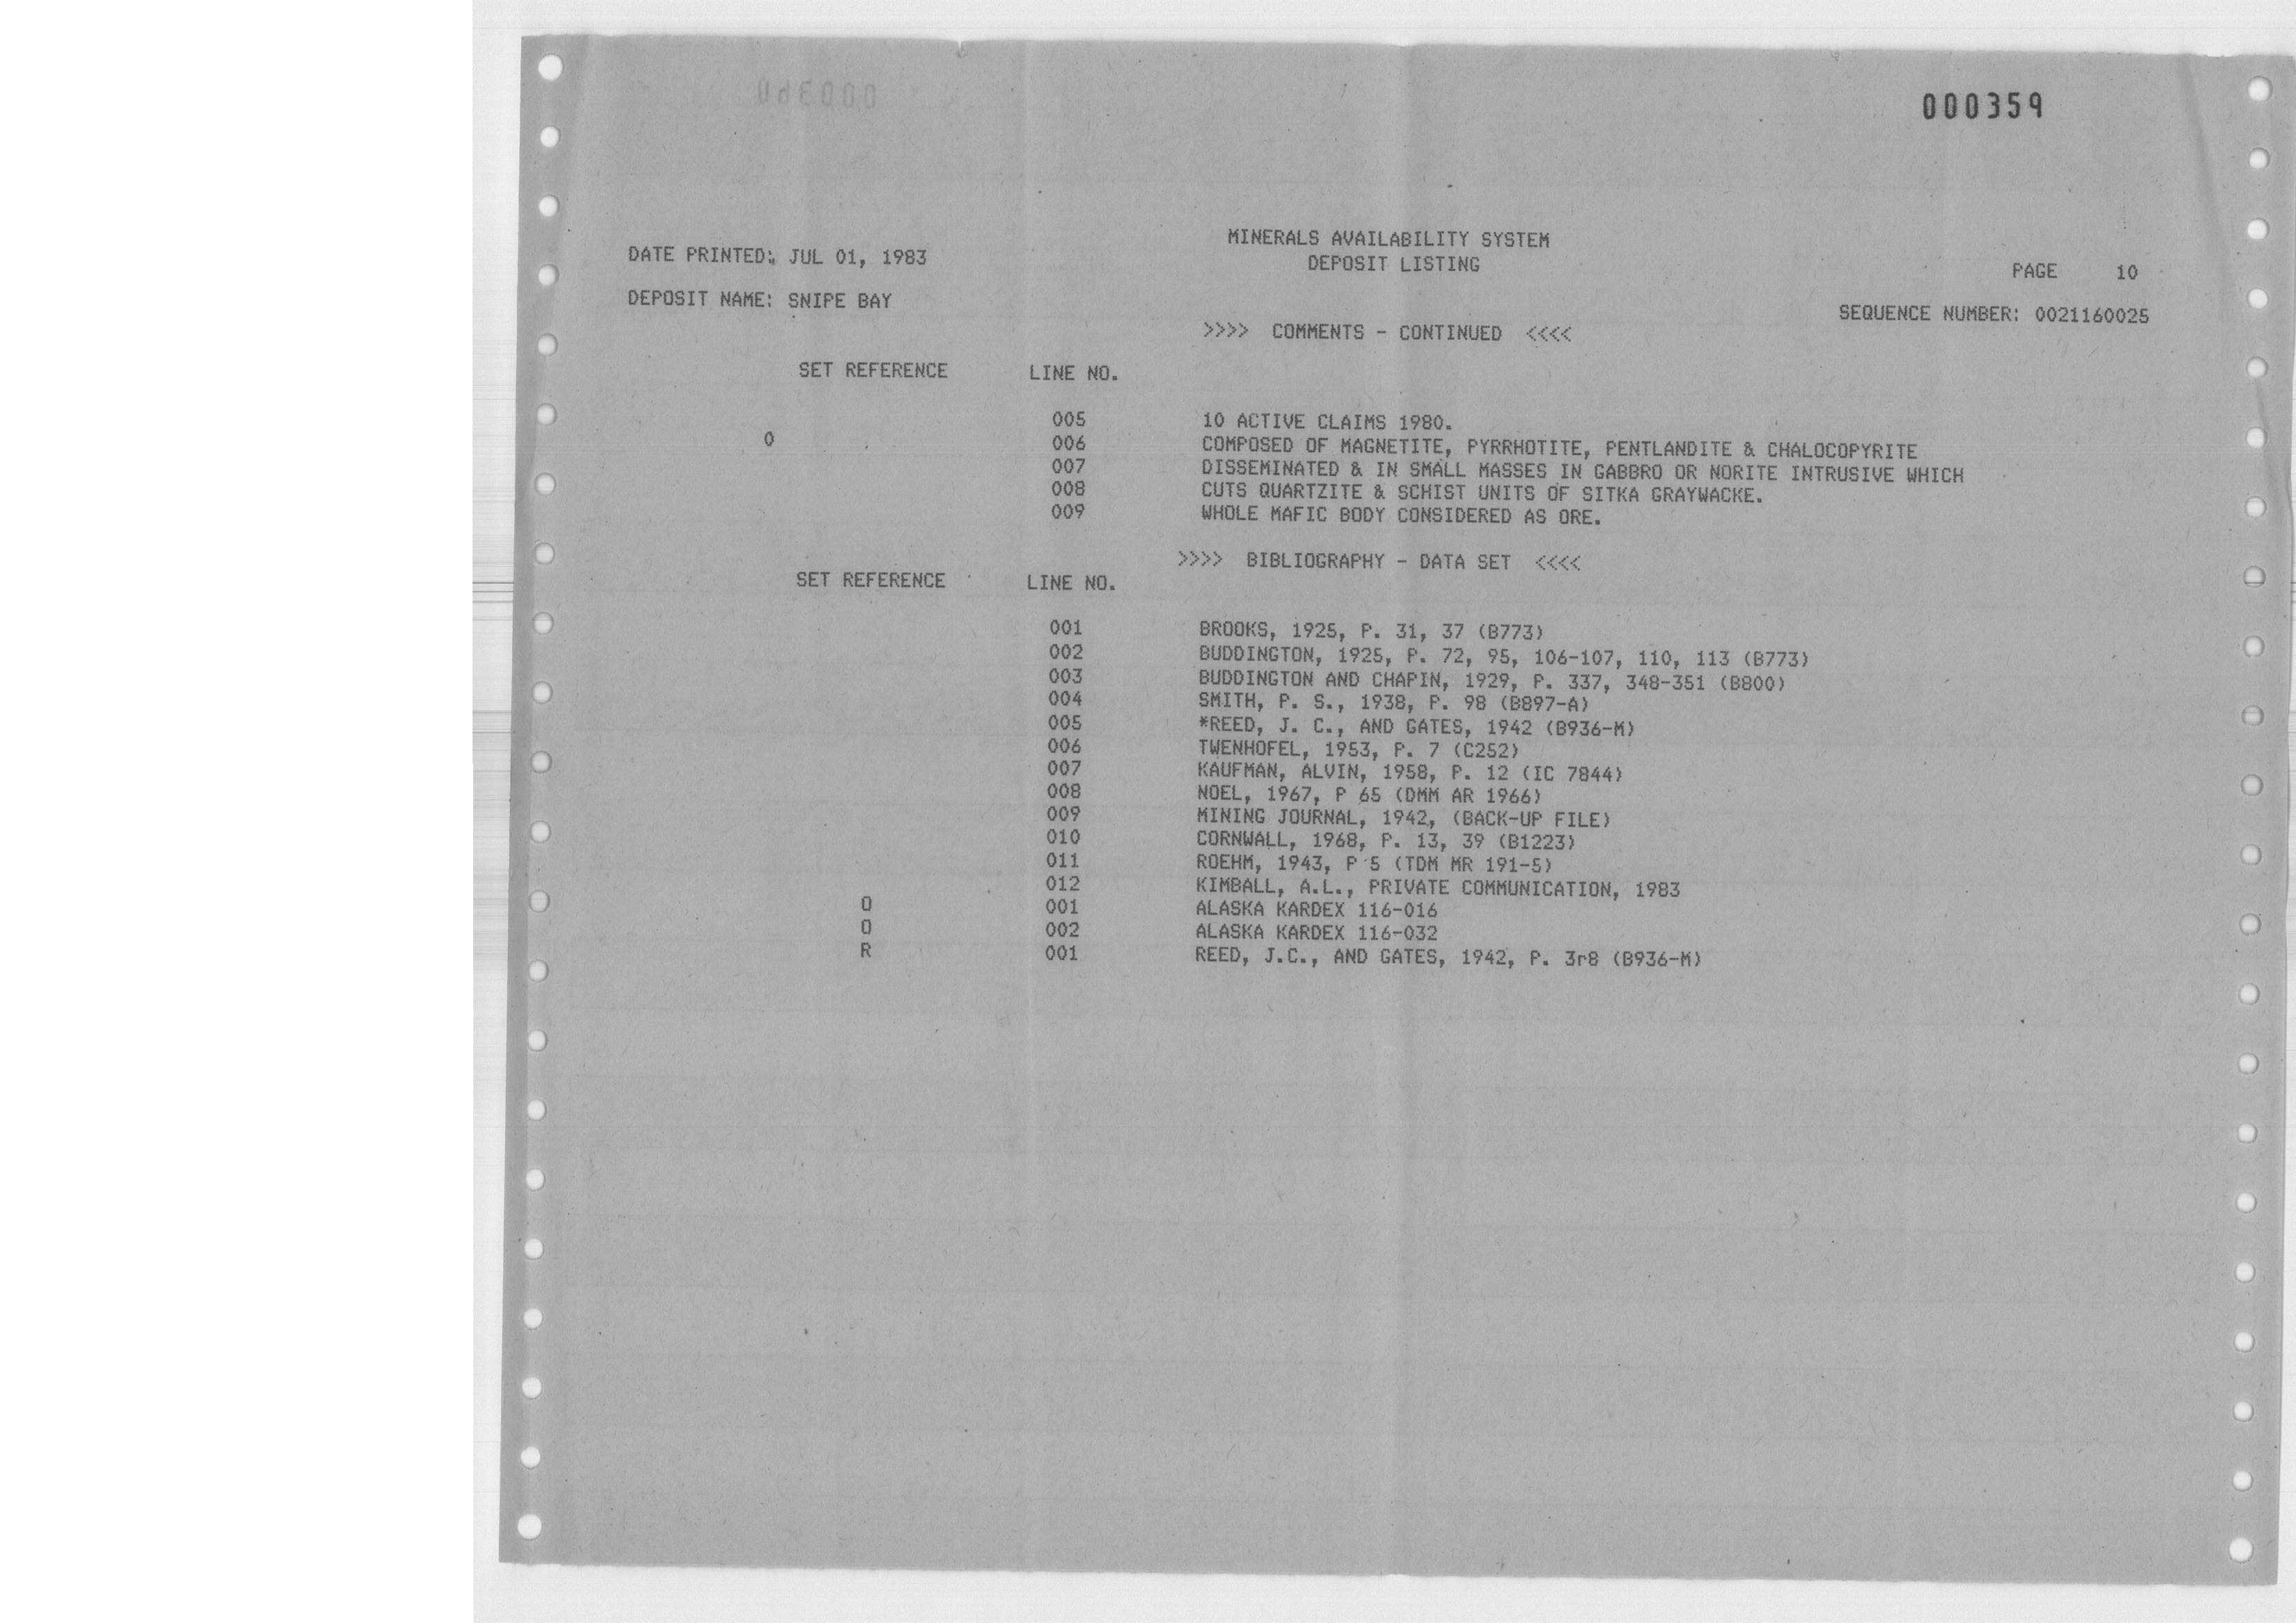 000359
MINERALS AVAILABILITY SYSTEM
DATE PRINTED: JUL 01, 1983
DEPOSIT LISTING
PAGE 10
DEPOSIT NAME: SNIPE BAY
SEQUENCE NUMBER: 0021160025
>>>> COMMENTS - CONTINUED <<<<
SET REFERENCE LINE NO.
005 10 ACTIVE CLAIMS 1980.
O 006 COMPOSED OF MAGNETITE, PYRRHOTITE, PENTLANDITE & CHALOCOPYRITE
007 DISSEMINATED & IN SMALL MASSES IN GABBRO OR NORITE INTRUSIVE WHICH
008 CUTS QUARTZITE & SCHIST UNITS OF SITKA GRAYWACKE.
009 WHOLE MAFIC BODY CONSIDERED AS ORE.
>>>> BIBLIOGRAPHY - DATA SET <<<<
SET REFERENCE LINE NO.
001 BROOKS, 1925, P. 31, 37 (B773)
002 BUDDINGTON, 1925, P. 72, 95, 106-107, 110, 113 (B773)
003 BUDDINGTON AND CHAPIN, 1929, P. 337, 348-351 (B800)
004 SMITH, P. S., 1938, P. 98 (B897-A)
005 *REED, J. C., AND GATES, 1942 (B936-M)
006 TWENHOFEL, 1953, P. 7 (C252)
007 KAUFMAN, ALVIN, 1958, P. 12 (IC 7844)
008 NOEL, 1967, P 65 (DMM AR 1966)
009 MINING JOURNAL, 1942, (BACK-UP FILE)
010 CORNWALL, 1968, P. 13, 39 (B1223)
011 ROEHM, 1943, P 5 (TDM MR 191-5)
012 KIMBALL, A.L., PRIVATE COMMUNICATION, 1983
O 001 ALASKA KARDEX 116-016
O 002 ALASKA KARDEX 116-032
R 001 REED, J.C., AND GATES, 1942, P. 3r8 (B936-M)